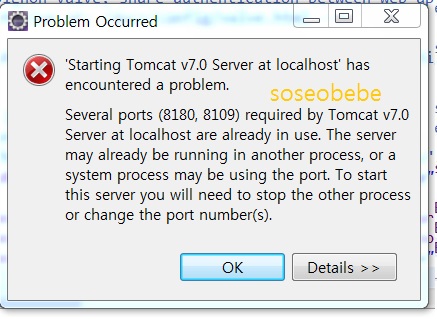 Problem Occurred
'Starting Tomcat v7.0 Server at localhost' has
encountered a problem.
soseobebe
Several ports (8180, 8109) required by Tomcat v7.0
Server at localhost are already in use. The server
may already be running in another process, or a
system process may be using the port. To start
this server you will need to stop the other process
or change the port number(s).
OK
Details >>